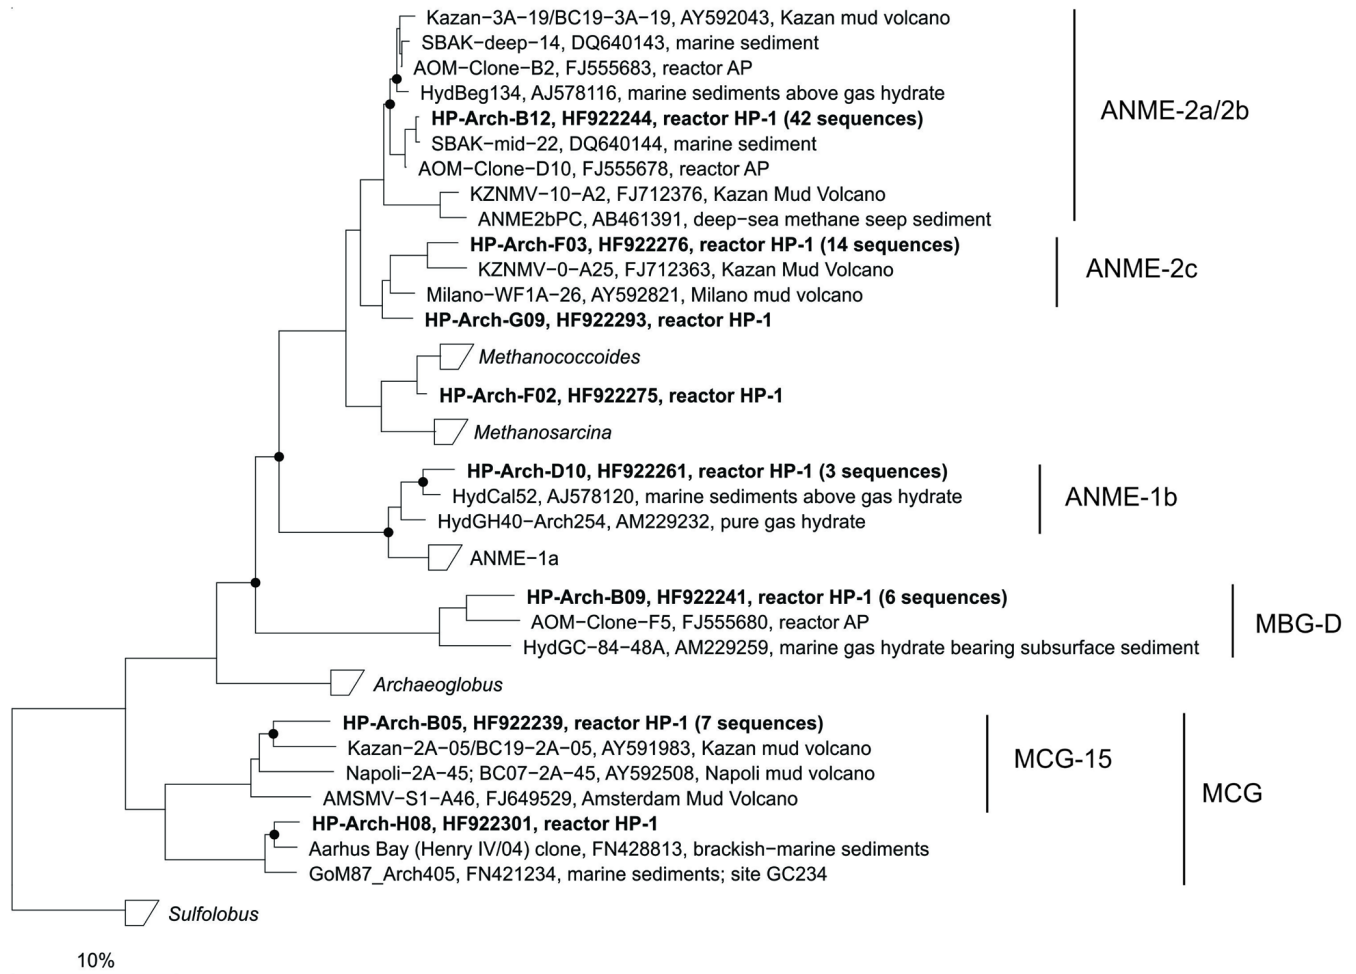 Kazan−3A−19/BC19−3A−19, AY592043, Kazan mud volcano
SBAK−deep−14, DQ640143, marine sediment
AOM−Clone−B2, FJ555683, reactor AP
HydBeg134, AJ578116, marine sediments above gas hydrate
HP-Arch-B12, HF922244, reactor HP-1 (42 sequences)
SBAK−mid−22, DQ640144, marine sediment
AOM−Clone−D10, FJ555678, reactor AP
KZNMV−10−A2, FJ712376, Kazan Mud Volcano
ANME2bPC, AB461391, deep−sea methane seep sediment
ANME-2a/2b
HP-Arch-F03, HF922276, reactor HP-1 (14 sequences)
KZNMV−0−A25, FJ712363, Kazan Mud Volcano
Milano−WF1A−26, AY592821, Milano mud volcano
ANME-2c
HP-Arch-G09, HF922293, reactor HP-1
Methanococcoides
HP-Arch-F02, HF922275, reactor HP-1
Methanosarcina
HP-Arch-D10, HF922261, reactor HP-1 (3 sequences)
HydCal52, AJ578120, marine sediments above gas hydrate
HydGH40−Arch254, AM229232, pure gas hydrate
ANME-1b
ANME−1a
HP-Arch-B09, HF922241, reactor HP-1 (6 sequences)
AOM−Clone−F5, FJ555680, reactor AP
HydGC−84−48A, AM229259, marine gas hydrate bearing subsurface sediment
MBG-D
Archaeoglobus
HP-Arch-B05, HF922239, reactor HP-1 (7 sequences)
Kazan−2A−05/BC19−2A−05, AY591983, Kazan mud volcano
Napoli−2A−45; BC07−2A−45, AY592508, Napoli mud volcano
AMSMV−S1−A46, FJ649529, Amsterdam Mud Volcano
MCG-15
HP-Arch-H08, HF922301, reactor HP-1
Aarhus Bay (Henry IV/04) clone, FN428813, brackish−marine sediments
GoM87_Arch405, FN421234, marine sediments; site GC234
MCG
Sulfolobus
10%